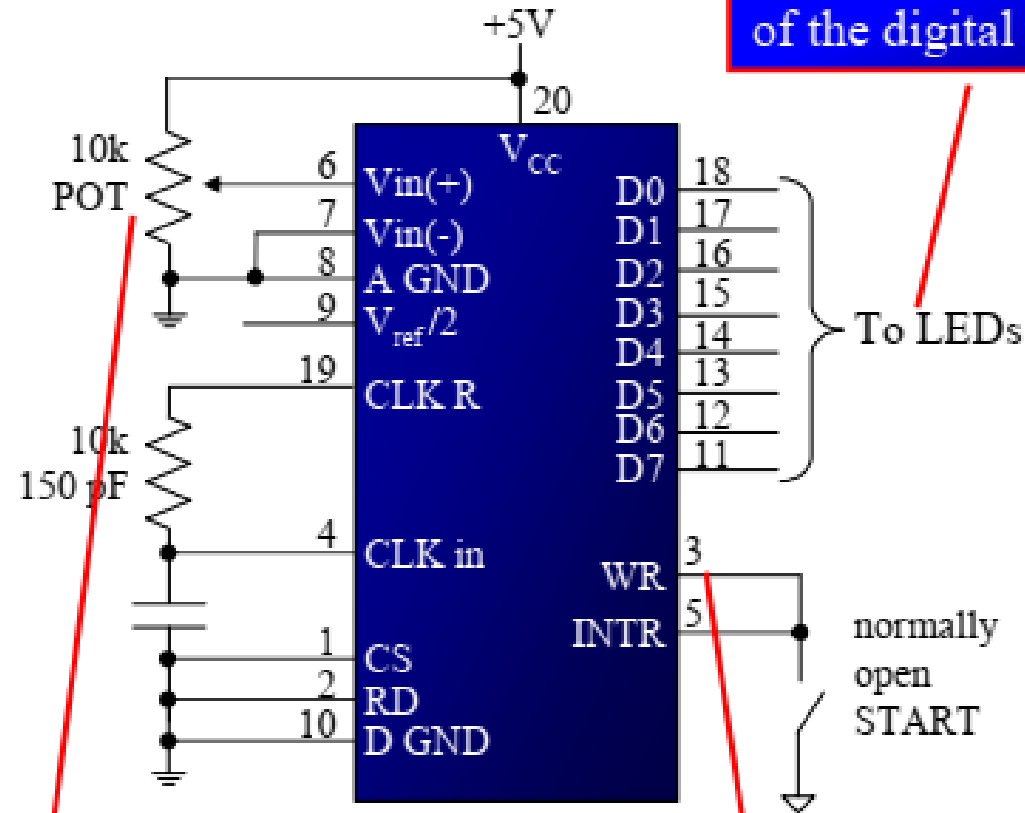 +5V
of the digital
20
10k
POT
V_CC
6
Vin(+)
7
Vin(-)
8
A GND
9
V_ref/2
19
CLK R
10k
150 pF
4
CLK in
1
CS
2
RD
10
D GND
D0
18
D1
17
D2
16
D3
15
D4
14
D5
13
D6
12
D7
11
To LEDs
WR
3
INTR
5
normally
open
START